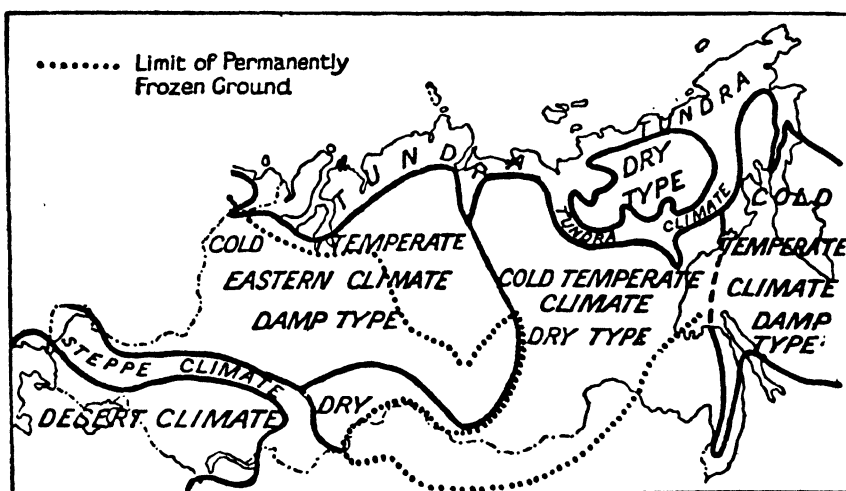 Limit of Permanently
Frozen Ground
TUNDRA
TUNDRA
DRY
TYPE
TUNDRA CLIMATE
COLD
COLD TEMPERATE
EASTERN CLIMATE
DAMP TYPE
COLD TEMPERATE
CLIMATE
DRY TYPE
TEMPERATE
CLIMATE
DAMP
TYPE
STEPPE CLIMATE
DRY
DESERT CLIMATE